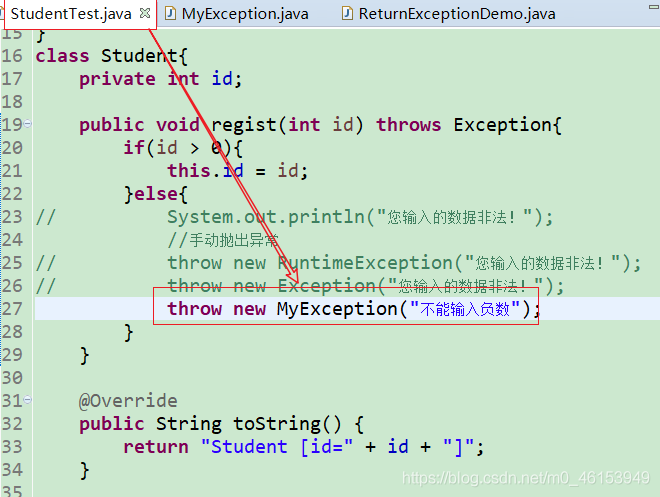 StudentTest.java MyException.java ReturnExceptionDemo.java
15 }
16 class Student{
17     private int id;
18
19     public void regist(int id) throws Exception{
20         if(id > 0){
21             this.id = id;
22         }else{
23 //          System.out.println("您输入的数据非法！");
24             //手动抛出异常
25 //          throw new RuntimeException("您输入的数据非法！");
26 //          throw new Exception("您输入的数据非法！");
27             throw new MyException("不能输入负数");
28         }
29     }
30
31     @Override
32     public String toString() {
33         return "Student [id=" + id + "]";
34     }
35
https://blog.csdn.net/m0_46153949